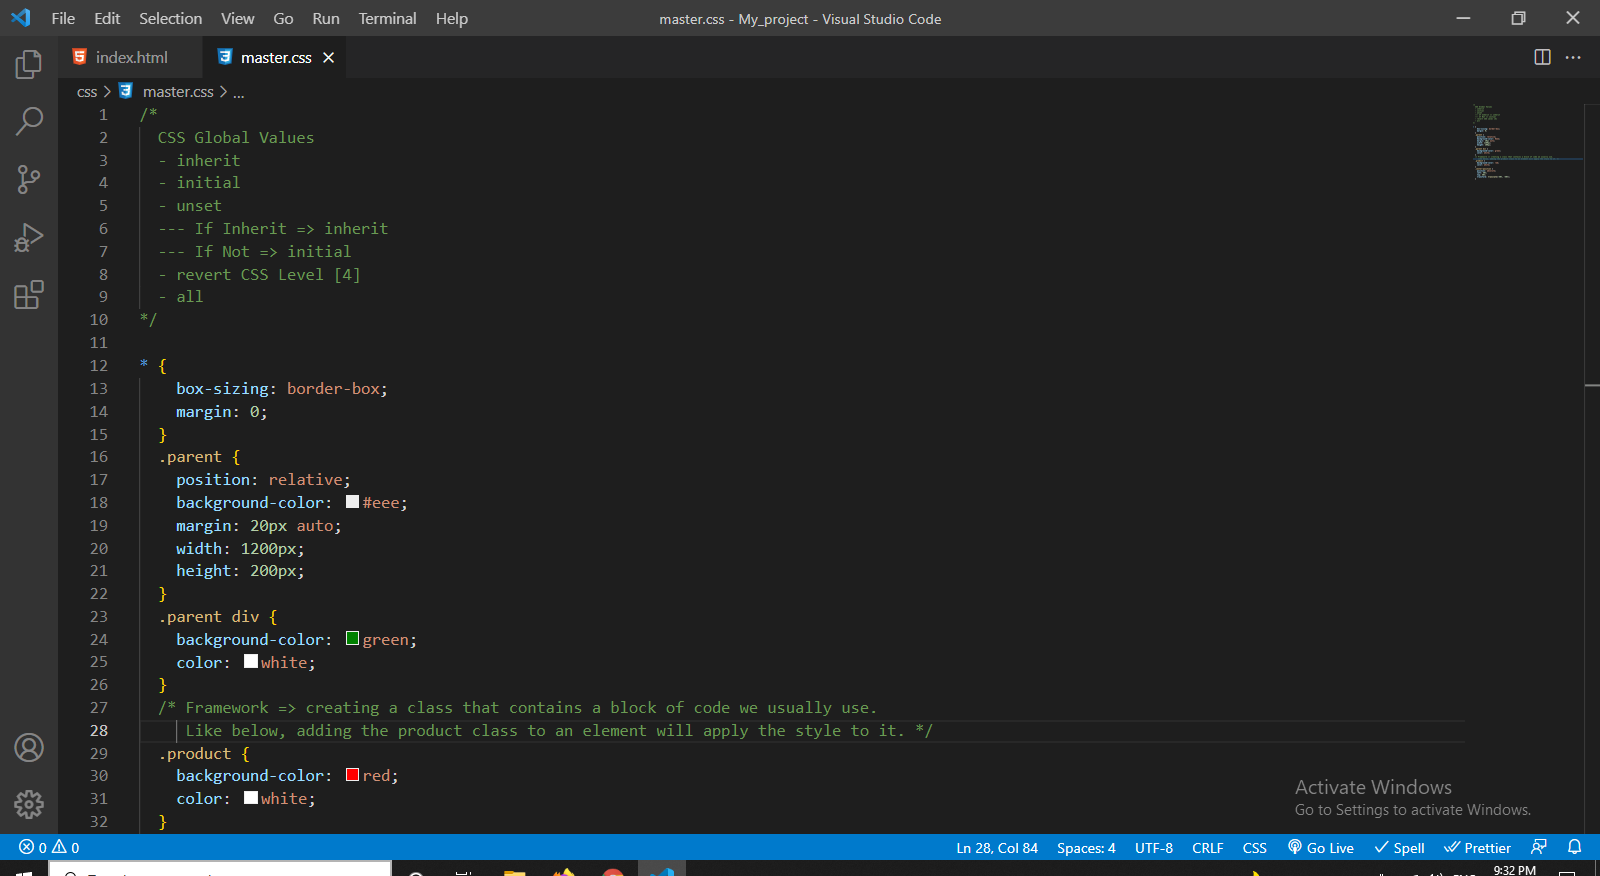 File Edit Selection View Go Run Terminal Help master.css - My_project - Visual Studio Code
index.html master.css
css > master.css > ...
1 /*
2 CSS Global Values
3 - inherit
4 - initial
5 - unset
6 --- If Inherit => inherit
7 --- If Not => initial
8 - revert CSS Level [4]
9 - all
10 */
11
12 * {
13 box-sizing: border-box;
14 margin: 0;
15 }
16 .parent {
17 position: relative;
18 background-color: #eee;
19 margin: 20px auto;
20 width: 1200px;
21 height: 200px;
22 }
23 .parent div {
24 background-color: green;
25 color: white;
26 }
27 /* Framework => creating a class that contains a block of code we usually use.
28 Like below, adding the product class to an element will apply the style to it. */
29 .product {
30 background-color: red;
31 color: white;
32 }
Activate Windows
Go to Settings to activate Windows.
0 0 Ln 28, Col 84 Spaces: 4 UTF-8 CRLF CSS Go Live Spell Prettier
9:32 PM